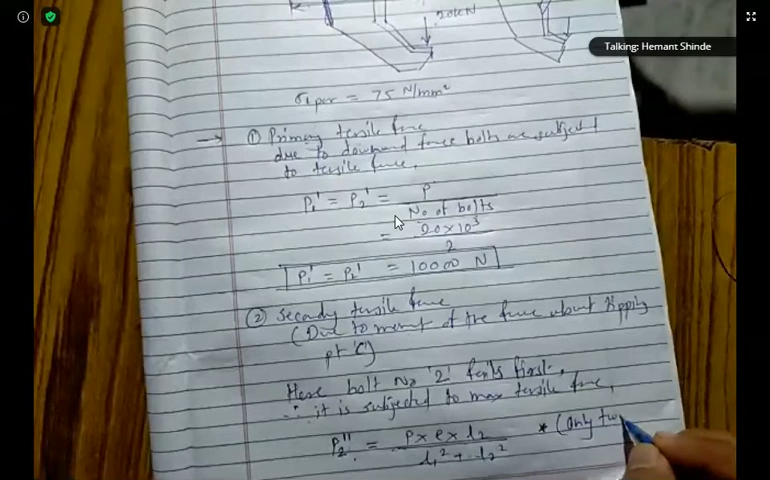 20kN
Talking: Hemant Shinde
σt per = 75 N/mm²
→ ① Primary tensile force
due to downward force bolts are subject
to tensile force.
P₁' = P₂' = P / No of bolts
= 20 × 10³ / 2
P₁' = P₂' = 10000 N
② Secondy tensile force
(Due to moment of the force about Tipping
pt 'C')
Here bolt No '2' fails first.
∴ it is subjected to max tensile force.
P₂'' = P × e × l₂ / l₁² + l₂² * (only tw